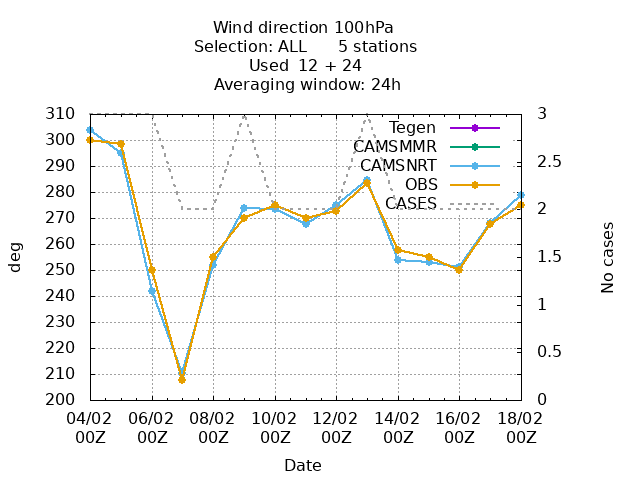 Wind direction 100hPa
Selection: ALL 5 stations
Used 12 + 24
Averaging window: 24h
310
300
290
280
270
260
250
240
230
220
210
200
deg
3
2.5
2
1.5
1
0.5
0
No cases
Tegen
CAMSMMR
CAMSNRT
OBS
CASES
04/02 06/02 08/02 10/02 12/02 14/02 16/02 18/02
00Z 00Z 00Z 00Z 00Z 00Z 00Z 00Z
Date